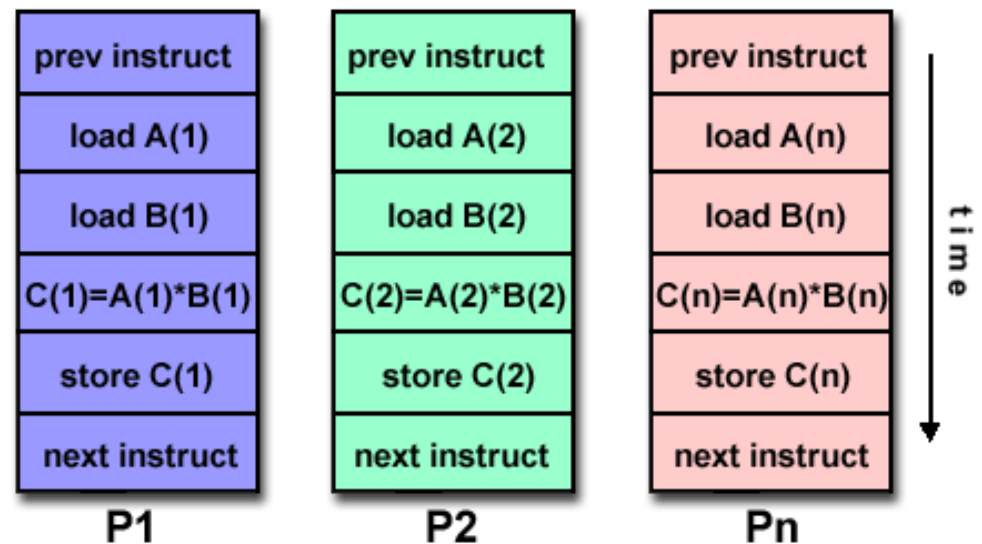 prev instruct
load A(1)
load B(1)
C(1)=A(1)*B(1)
store C(1)
next instruct
P1
prev instruct
load A(2)
load B(2)
C(2)=A(2)*B(2)
store C(2)
next instruct
P2
prev instruct
load A(n)
load B(n)
C(n)=A(n)*B(n)
store C(n)
next instruct
Pn
time